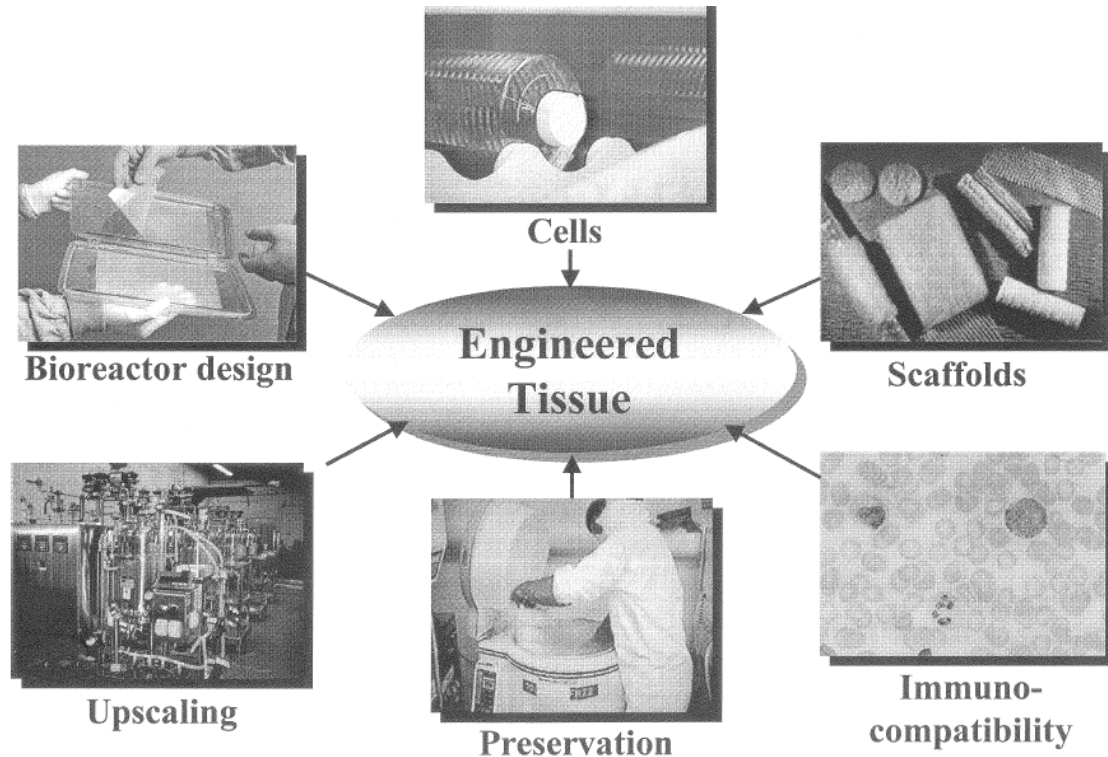 Cells
Bioreactor design
Engineered
Tissue
Scaffolds
Upscaling
Preservation
Immuno-
compatibility